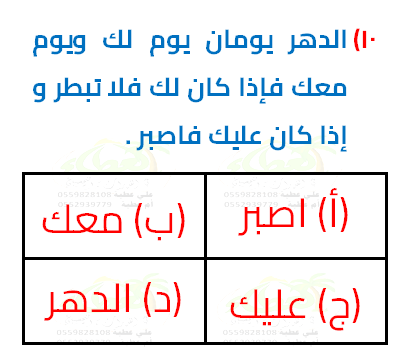 ١٠) الدهر يومان يوم لك ويوم
معك فإذا كان لك فلا تبطر و
إذا كان عليك فاصبر .
(أ) اصبر
(ب) معك
(ج) عليك
(د) الدهر